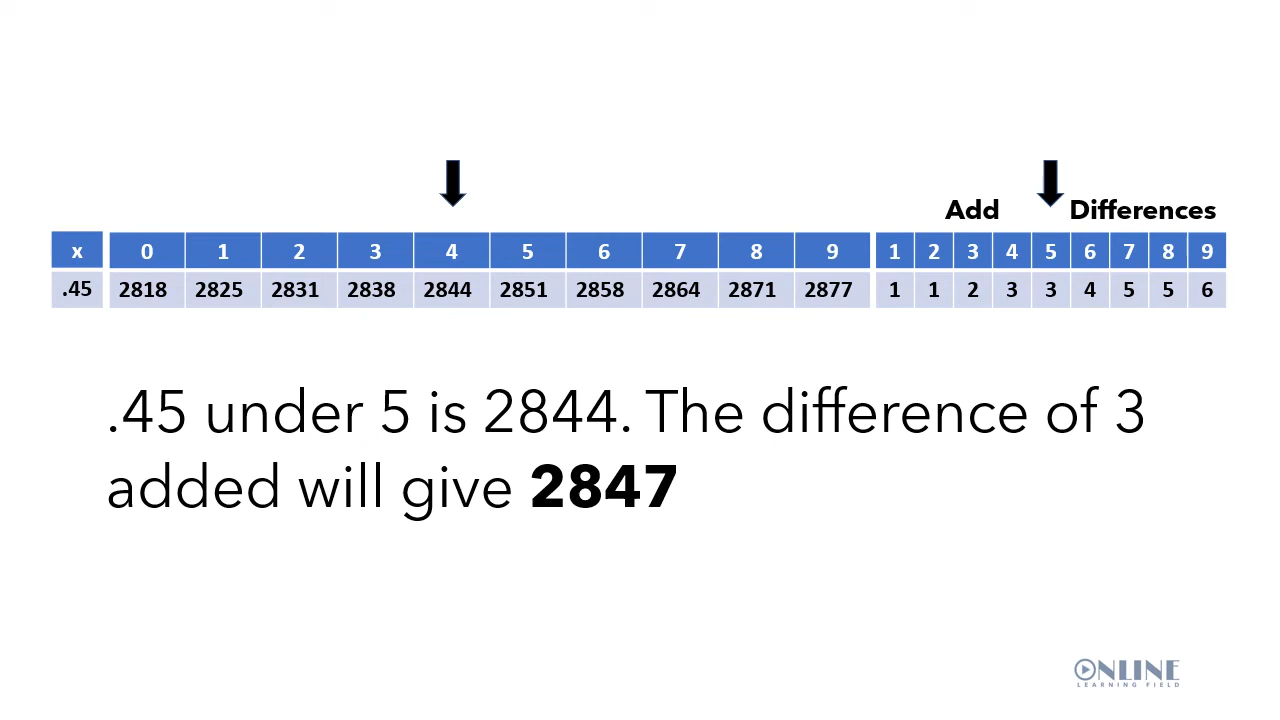 Add Differences
x 0 1 2 3 4 5 6 7 8 9 1 2 3 4 5 6 7 8 9
.45 2818 2825 2831 2838 2844 2851 2858 2864 2871 2877 1 1 2 3 3 4 5 5 6
.45 under 5 is 2844. The difference of 3
added will give 2847
ONLINE
LEARNING FIELD